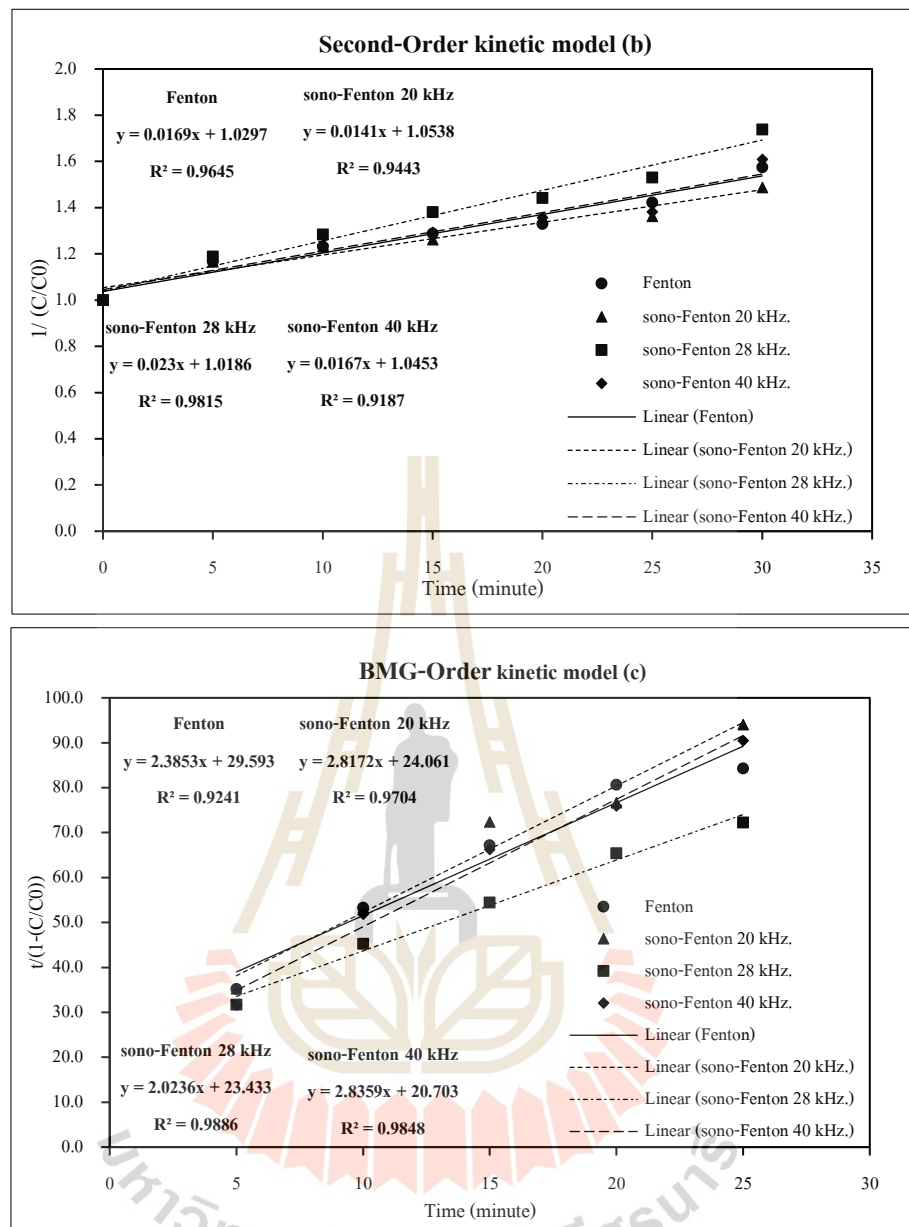 Second-Order kinetic model (b)
2.0
1.8
1.6
1.4
1.2
1.0
0.8
0.6
0.4
0.2
0.0
1/ (C/C0)
Fenton
y = 0.0169x + 1.0297
R² = 0.9645
sono-Fenton 20 kHz
y = 0.0141x + 1.0538
R² = 0.9443
sono-Fenton 28 kHz
y = 0.023x + 1.0186
R² = 0.9815
sono-Fenton 40 kHz
y = 0.0167x + 1.0453
R² = 0.9187
Fenton
sono-Fenton 20 kHz.
sono-Fenton 28 kHz.
sono-Fenton 40 kHz.
Linear (Fenton)
Linear (sono-Fenton 20 kHz.)
Linear (sono-Fenton 28 kHz.)
Linear (sono-Fenton 40 kHz.)
0 5 10 15 20 25 30 35
Time (minute)
BMG-Order kinetic model (c)
100.0
90.0
80.0
70.0
60.0
50.0
40.0
30.0
20.0
10.0
0.0
t/(1-(C/C0))
Fenton
y = 2.3853x + 29.593
R² = 0.9241
sono-Fenton 20 kHz
y = 2.8172x + 24.061
R² = 0.9704
sono-Fenton 28 kHz
y = 2.0236x + 23.433
R² = 0.9886
sono-Fenton 40 kHz
y = 2.8359x + 20.703
R² = 0.9848
Fenton
sono-Fenton 20 kHz.
sono-Fenton 28 kHz.
sono-Fenton 40 kHz.
Linear (Fenton)
Linear (sono-Fenton 20 kHz.)
Linear (sono-Fenton 28 kHz.)
Linear (sono-Fenton 40 kHz.)
0 5 10 15 20 25 30
Time (minute)